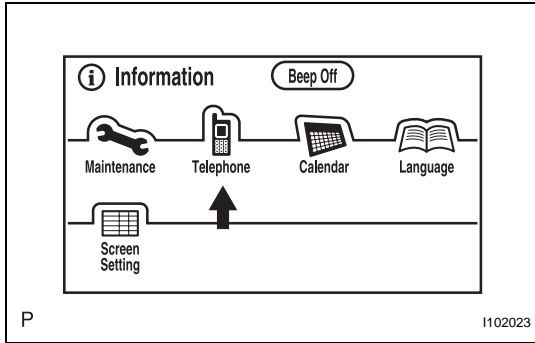 i Information Beep Off
Maintenance Telephone Calendar Language
Screen
Setting
P I102023